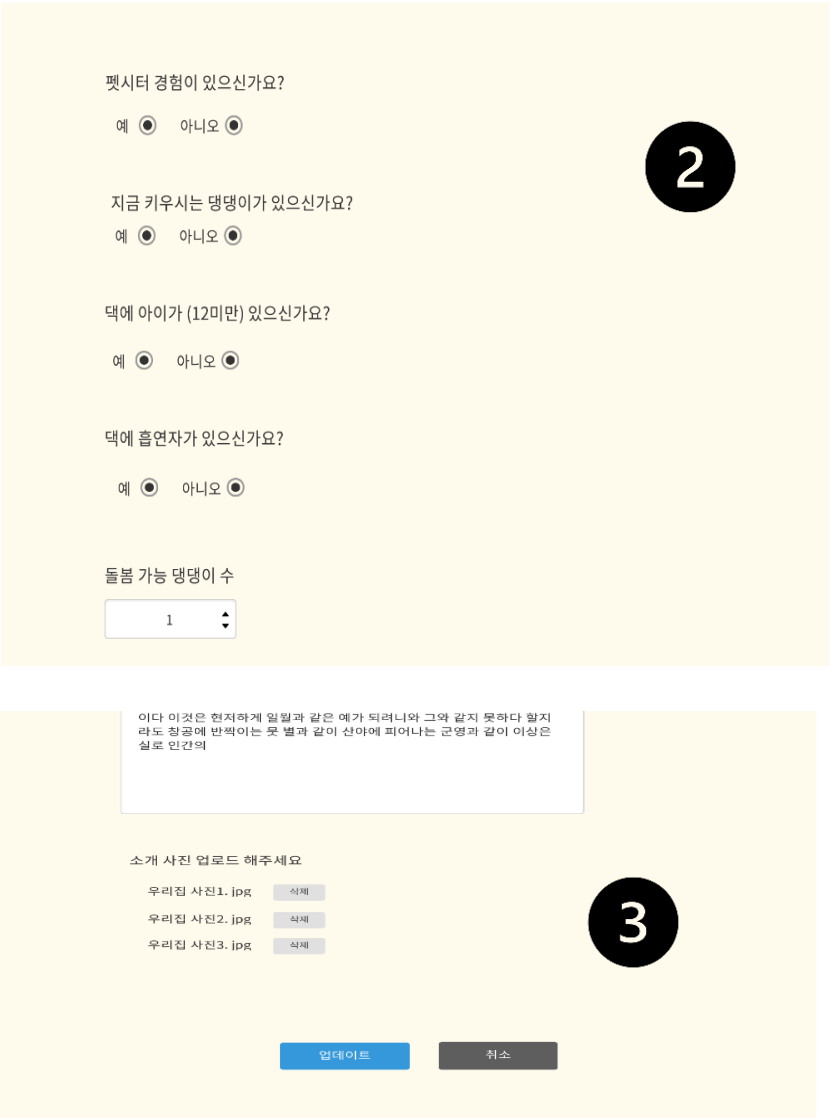 펫시터 경험이 있으신가요?
예 아니오
2
지금 키우시는 댕댕이가 있으신가요?
예 아니오
댁에 아이가 (12미만) 있으신가요?
예 아니오
댁에 흡연자가 있으신가요?
예 아니오
돌봄 가능 댕댕이 수
1
이다 이것은 현저하게 일월과 같은 예가 되려니와 그와 같지 못하다 할지
라도 창공에 반짝이는 뭇 별과 같이 산야에 피어나는 군영과 같이 이상은
실로 인간의
소개 사진 업로드 해주세요
우리집 사진1. jpg 삭제
우리집 사진2. jpg 삭제
3
우리집 사진3. jpg 삭제
업데이트 취소